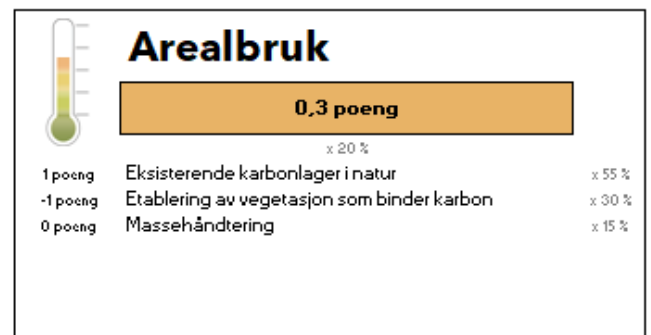 Arealbruk
0,3 poeng
x 20 %
1 poeng Eksisterende karbonlager i natur x 55 %
-1 poeng Etablering av vegetasjon som binder karbon x 30 %
0 poeng Massehåndtering x 15 %